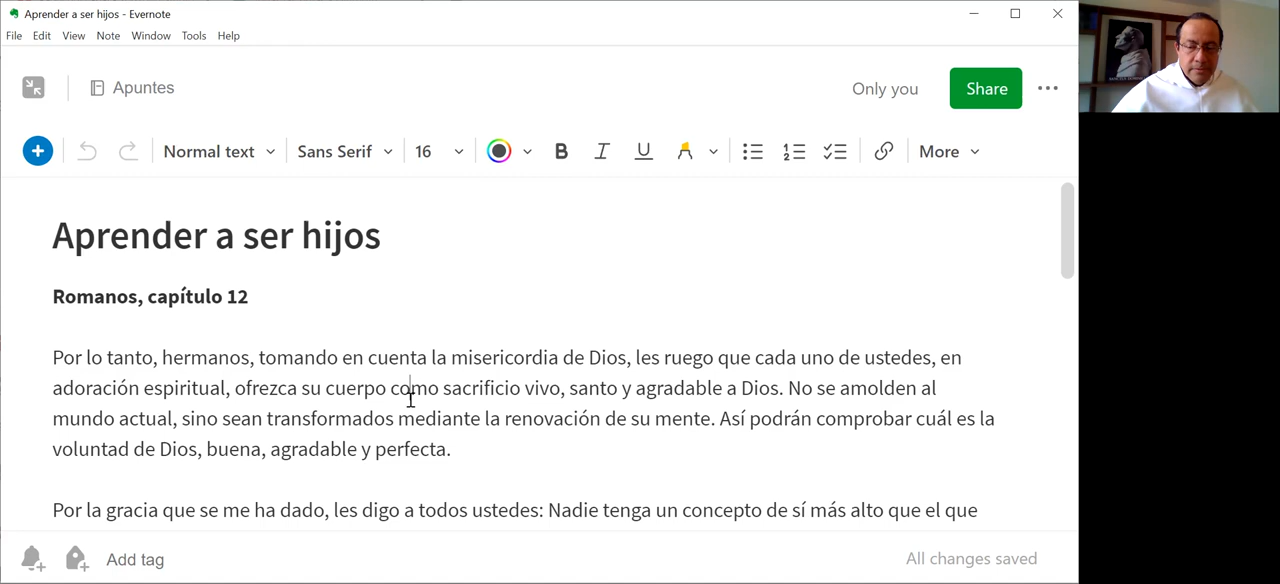 Aprender a ser hijos - Evernote
File Edit View Note Window Tools Help
Apuntes
Only you
Share
Normal text
Sans Serif
16
B I U
More
Aprender a ser hijos
Romanos, capítulo 12
Por lo tanto, hermanos, tomando en cuenta la misericordia de Dios, les ruego que cada uno de ustedes, en
adoración espiritual, ofrezca su cuerpo como sacrificio vivo, santo y agradable a Dios. No se amolden al
mundo actual, sino sean transformados mediante la renovación de su mente. Así podrán comprobar cuál es la
voluntad de Dios, buena, agradable y perfecta.
Por la gracia que se me ha dado, les digo a todos ustedes: Nadie tenga un concepto de sí más alto que el que
Add tag
All changes saved